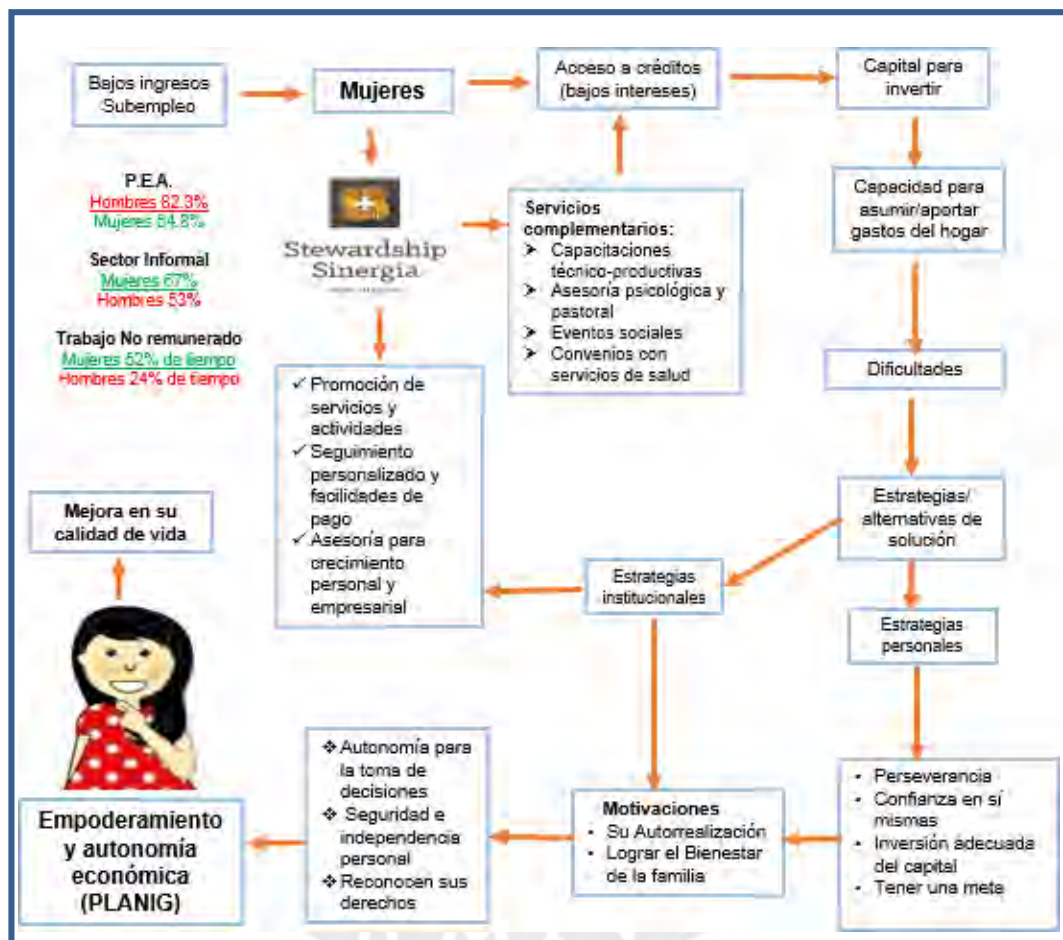 Bajos ingresos
Subempleo
Mujeres
Acceso a créditos
(bajos intereses)
Capital para
invertir
P.E.A.
Hombres 82.3%
Mujeres 64.8%
Sector Informal
Mujeres 67%
Hombres 53%
Trabajo No remunerado
Mujeres 52% de tiempo
Hombres 24% de tiempo
Stewardship
Sinergia
Servicios
complementarios:
➢ Capacitaciones
técnico-productivas
➢ Asesoría psicológica y
pastoral
➢ Eventos sociales
➢ Convenios con
servicios de salud
Capacidad para
asumir/aportar
gastos del hogar
Dificultades
✓ Promoción de
servicios y
actividades
✓ Seguimiento
personalizado y
facilidades de
pago
✓ Asesoría para
crecimiento
personal y
empresarial
Estrategias/
alternativas de
solución
Estrategias
institucionales
Estrategias
personales
Mejora en su
calidad de vida
Empoderamiento
y autonomía
económica
(PLANIG)
❖ Autonomía para
la toma de
decisiones
❖ Seguridad e
independencia
personal
❖ Reconocen sus
derechos
Motivaciones
• Su Autorrealización
• Lograr el Bienestar
de la familia
• Perseverancia
• Confianza en sí
mismas
• Inversión adecuada
del capital
• Tener una meta